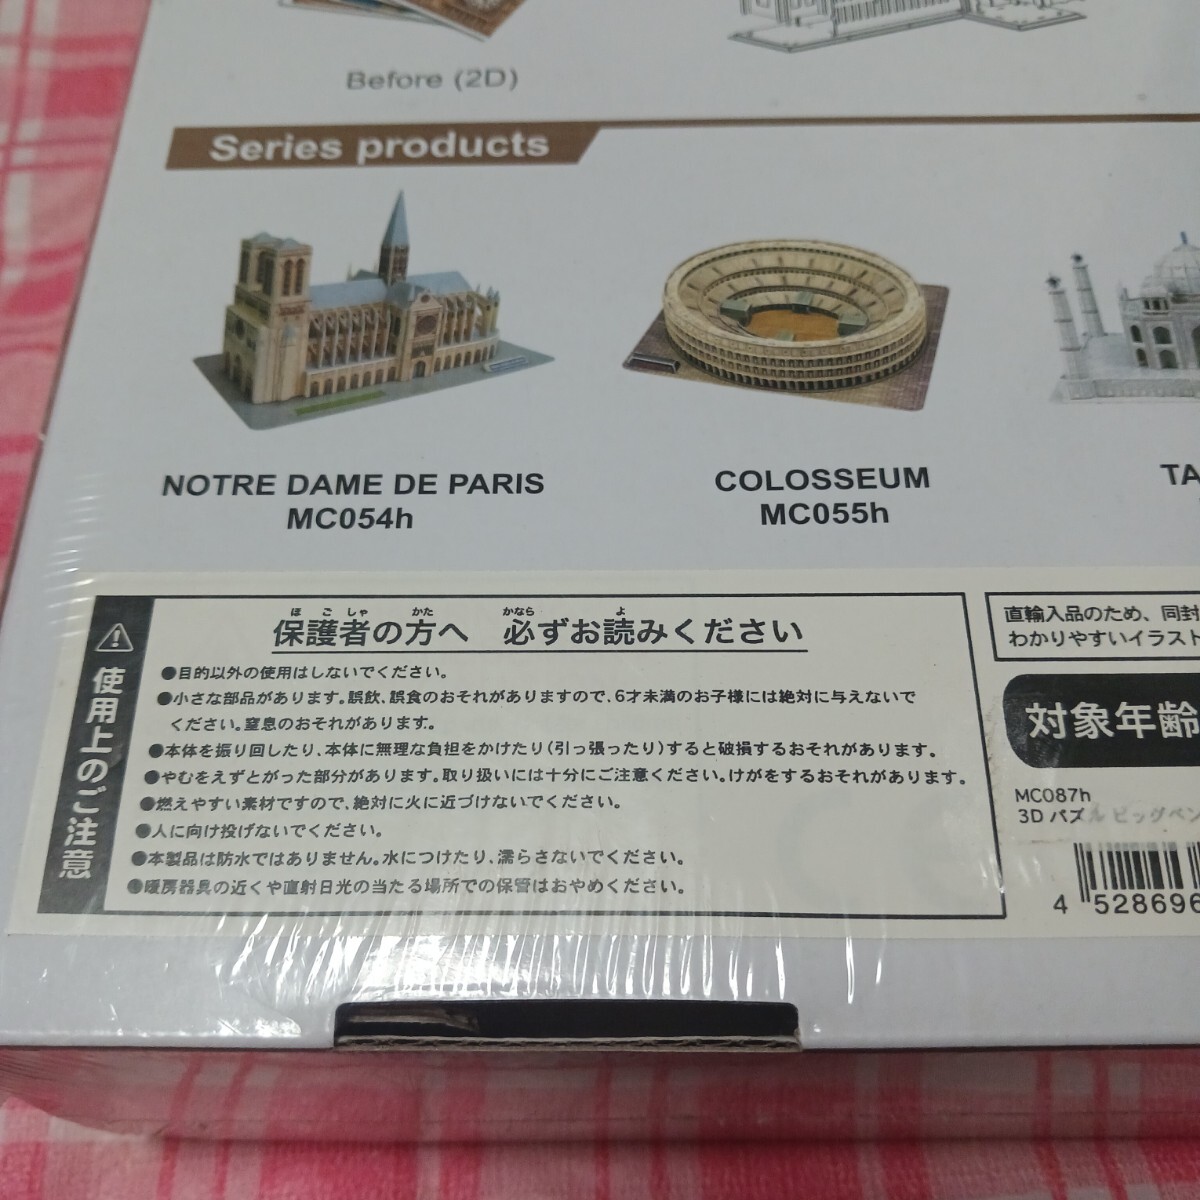 Before (2D)
Series products
NOTRE DAME DE PARIS
MC054h
COLOSSEUM
MC055h
TA
使用上のご注意
保護者の方へ 必ずお読みください
●目的以外の使用はしないでください。
●小さな部品があります。誤飲、誤食のおそれがありますので、6才未満のお子様には絶対に与えないで
ください。窒息のおそれがあります。
●本体を振り回したり、本体に無理な負担をかけたり(引っ張ったり)すると破損するおそれがあります。
●やむをえずとがった部分があります。取り扱いには十分にご注意ください。けがをするおそれがあります。
●燃えやすい素材ですので、絶対に火に近づけないでください。
●人に向け投げないでください。
●本製品は防水ではありません。水につけたり、濡らさないでください。
●暖房器具の近くや直射日光の当たる場所での保管はおやめください。
直輸入品のため、同封
わかりやすいイラスト
対象年齢
MC087h
3D パズル ビッグベン
4 528696